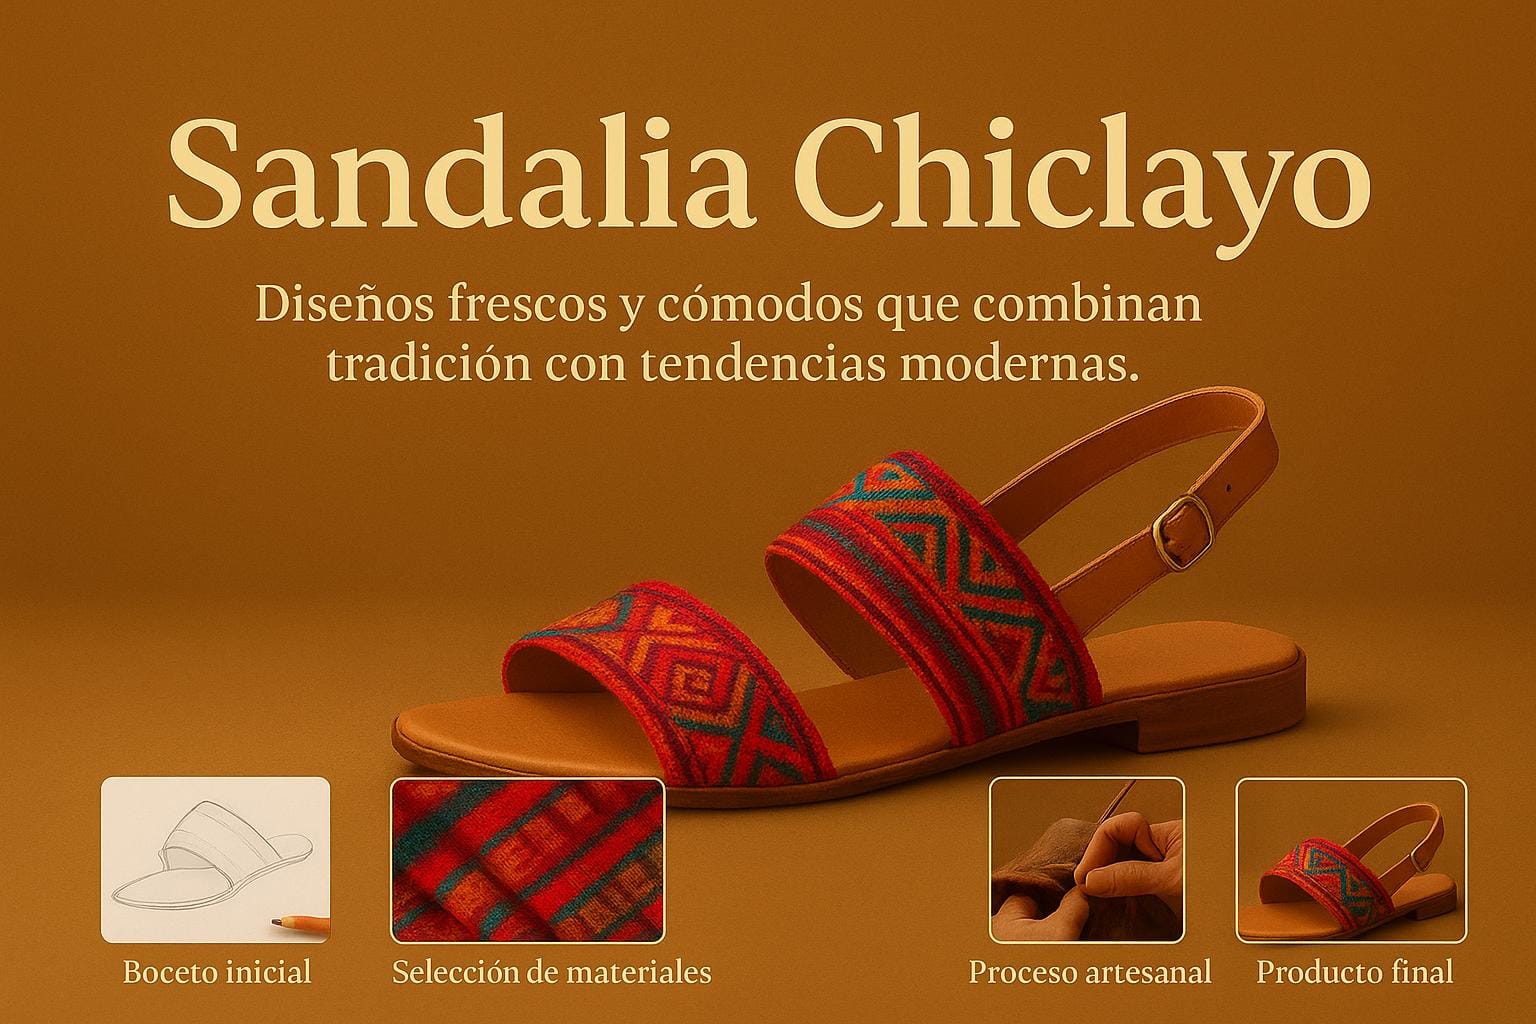 Sandalia Chiclayo
Diseños frescos y cómodos que combinan
tradición con tendencias modernas.
Boceto inicial
Selección de materiales
Proceso artesanal
Producto final